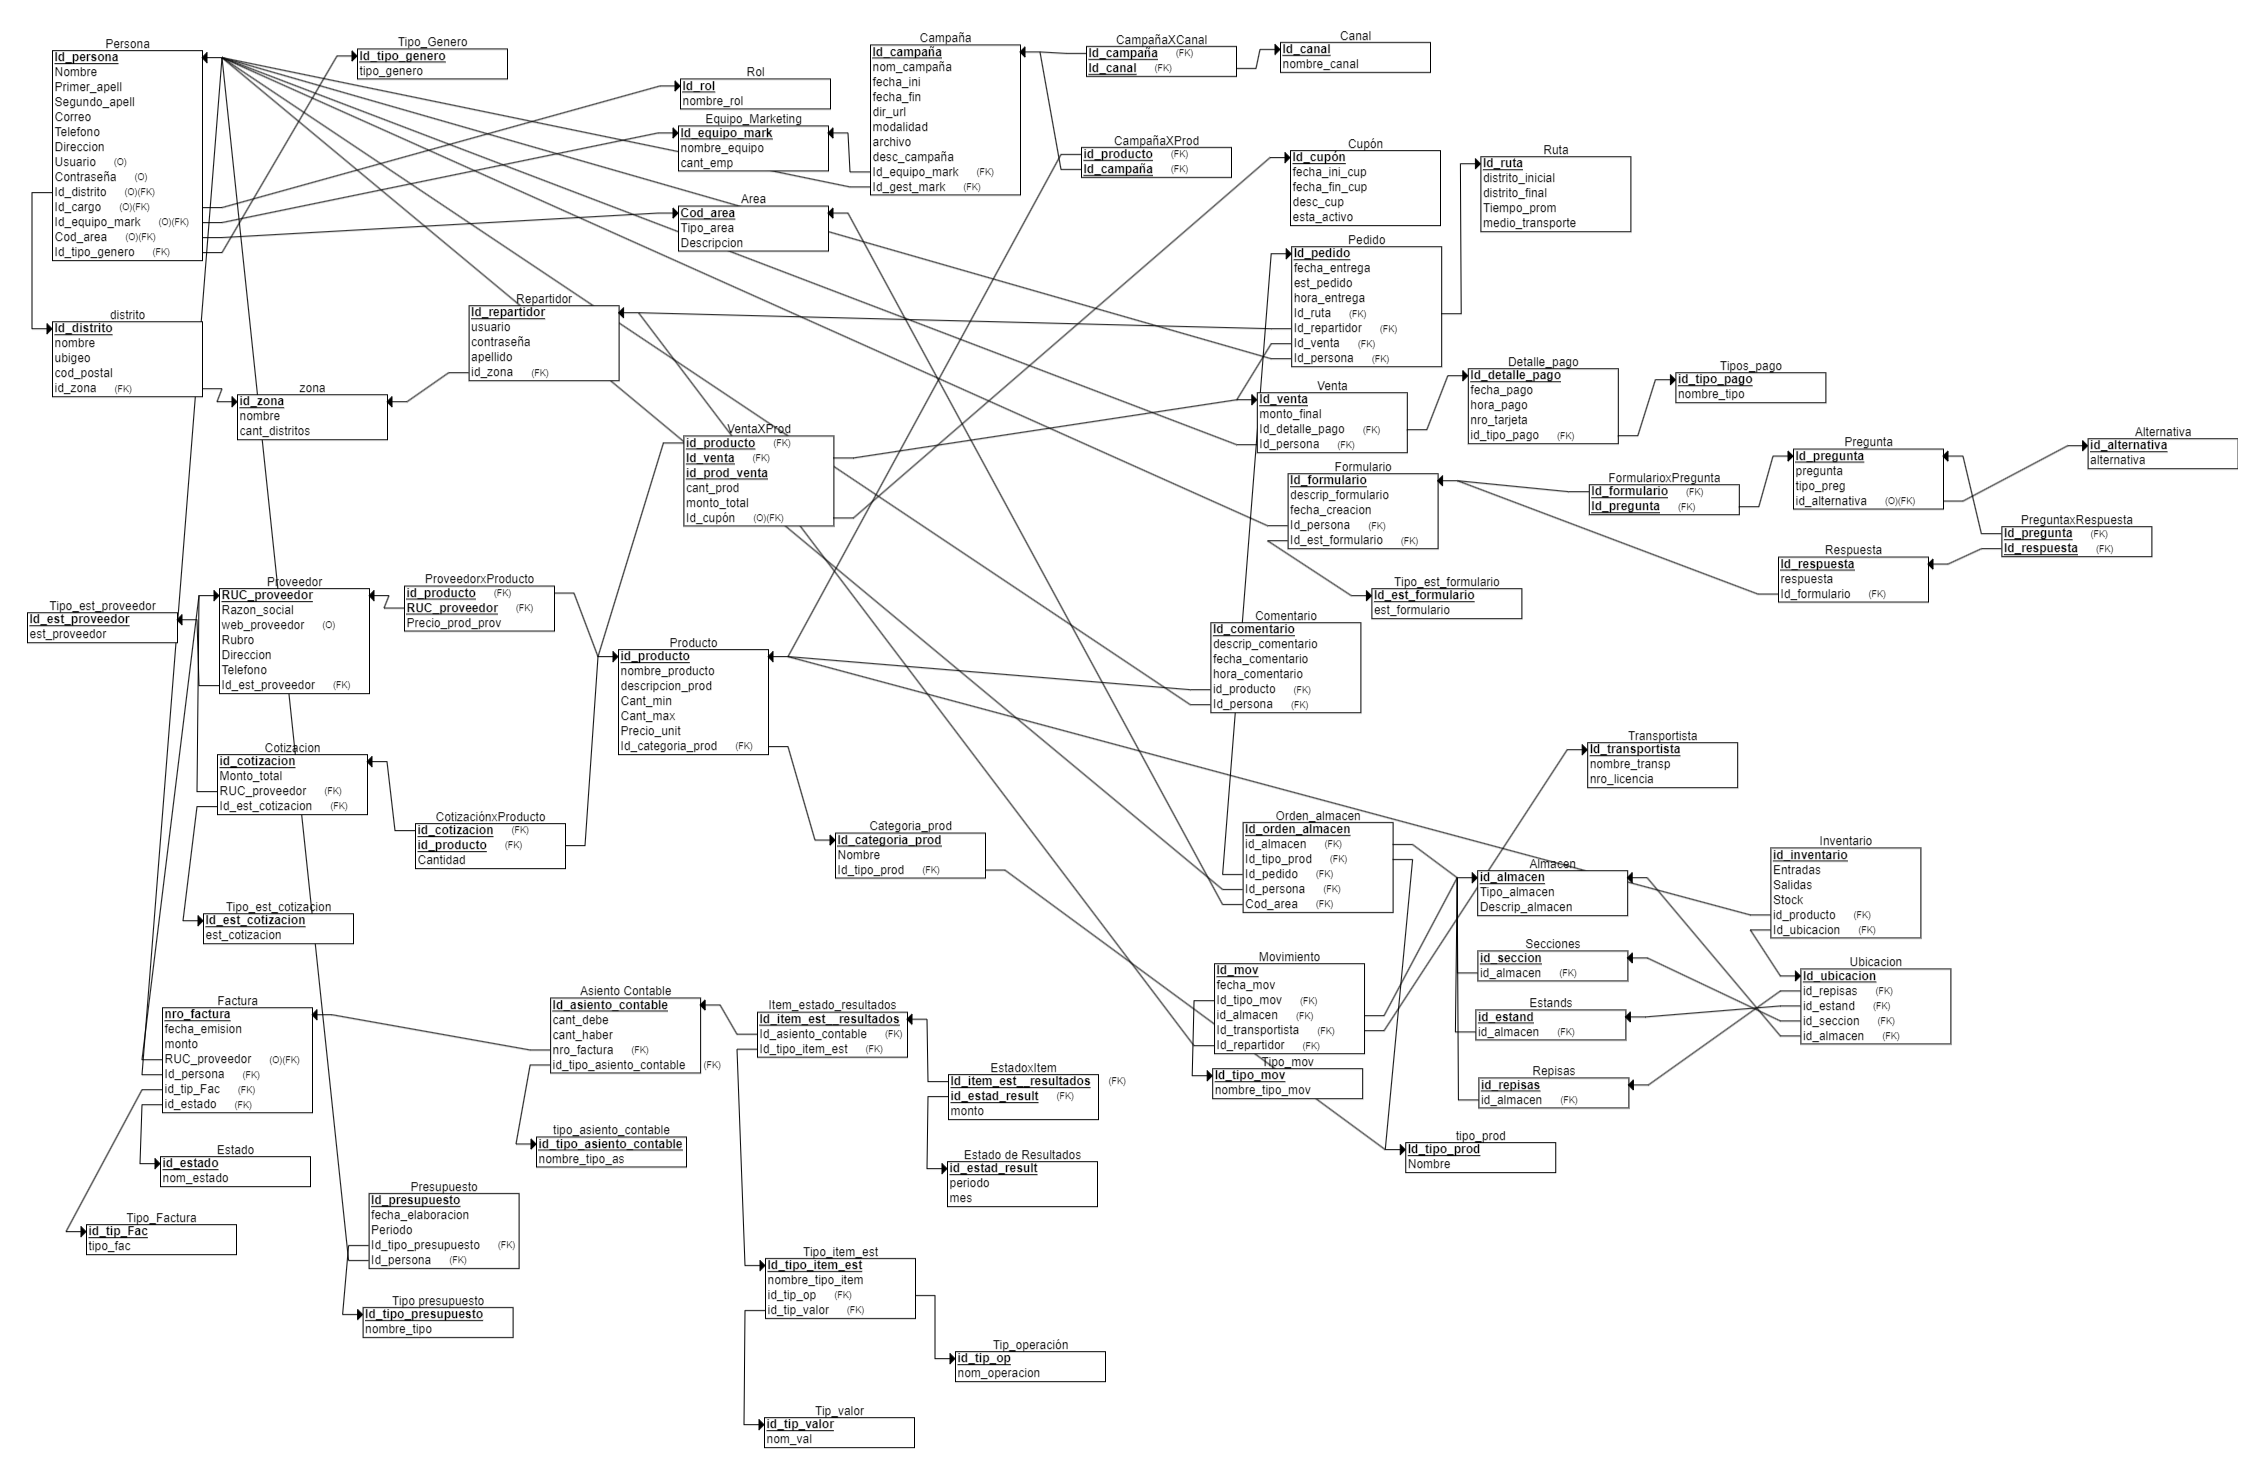 Persona
Id_persona
Nombre
Primer_apell
Segundo_apell
Correo
Telefono
Direccion
Usuario (O)
Contraseña (O)
Id_distrito (O)(FK)
Id_cargo (O)(FK)
Id_equipo_mark (O)(FK)
Cod_area (O)(FK)
Id_tipo_genero (FK)
Tipo_Genero
Id_tipo_genero
tipo_genero
Rol
Id_rol
nombre_rol
Equipo_Marketing
Id_equipo_mark
nombre_equipo
cant_emp
Area
Cod_area
Tipo_area
Descripcion
Campaña
Id_campaña
nom_campaña
fecha_ini
fecha_fin
dir_url
modalidad
archivo
desc_campaña
Id_equipo_mark (FK)
Id_gest_mark (FK)
CampañaXCanal
Id_campaña (FK)
Id_canal (FK)
Canal
Id_canal
nombre_canal
CampañaXProd
id_producto (FK)
Id_campaña (FK)
Cupón
Id_cupón
fecha_ini_cup
fecha_fin_cup
desc_cup
esta_activo
Ruta
Id_ruta
distrito_inicial
distrito_final
Tiempo_prom
medio_transporte
Pedido
Id_pedido
fecha_entrega
est_pedido
hora_entrega
Id_ruta (FK)
Id_repartidor (FK)
Id_venta (FK)
Id_persona (FK)
distrito
Id_distrito
nombre
ubigeo
cod_postal
id_zona (FK)
zona
id_zona
nombre
cant_distritos
Repartidor
Id_repartidor
usuario
contraseña
apellido
id_zona (FK)
VentaXProd
id_producto (FK)
Id_venta (FK)
id_prod_venta
cant_prod
monto_total
Id_cupón (O)(FK)
Venta
Id_venta
monto_final
Id_detalle_pago (FK)
Id_persona (FK)
Detalle_pago
Id_detalle_pago
fecha_pago
hora_pago
nro_tarjeta
id_tipo_pago (FK)
Tipos_pago
id_tipo_pago
nombre_tipo
Formulario
Id_formulario
descrip_formulario
fecha_creacion
Id_persona (FK)
Id_est_formulario (FK)
FormularioxPregunta
Id_formulario (FK)
Id_pregunta (FK)
Pregunta
Id_pregunta
pregunta
tipo_preg
id_alternativa (O)(FK)
Alternativa
id_alternativa
alternativa
PreguntaxRespuesta
Id_pregunta (FK)
Id_respuesta (FK)
Respuesta
Id_respuesta
respuesta
Id_formulario (FK)
Tipo_est_formulario
Id_est_formulario
est_formulario
Tipo_est_proveedor
Id_est_proveedor
est_proveedor
Proveedor
RUC_proveedor
Razon_social
web_proveedor (O)
Rubro
Direccion
Telefono
Id_est_proveedor (FK)
ProveedorxProducto
id_producto (FK)
RUC_proveedor (FK)
Precio_prod_prov
Producto
id_producto
nombre_producto
descripcion_prod
Cant_min
Cant_max
Precio_unit
Id_categoria_prod (FK)
Comentario
Id_comentario
descrip_comentario
fecha_comentario
hora_comentario
id_producto (FK)
Id_persona (FK)
Cotizacion
id_cotizacion
Monto_total
RUC_proveedor (FK)
Id_est_cotizacion (FK)
CotizaciónxProducto
id_cotizacion (FK)
id_producto (FK)
Cantidad
Categoria_prod
Id_categoria_prod
Nombre
Id_tipo_prod (FK)
Transportista
Id_transportista
nombre_transp
nro_licencia
Orden_almacen
Id_orden_almacen
id_almacen (FK)
Id_tipo_prod (FK)
Id_pedido (FK)
Id_persona (FK)
Cod_area (FK)
Almacen
id_almacen
Tipo_almacen
Descrip_almacen
Inventario
id_inventario
Entradas
Salidas
Stock
id_producto (FK)
Id_ubicacion (FK)
Tipo_est_cotizacion
Id_est_cotizacion
est_cotizacion
Secciones
id_seccion
id_almacen (FK)
Ubicacion
Id_ubicacion
id_repisas (FK)
id_estand (FK)
id_seccion (FK)
id_almacen (FK)
Estands
id_estand
id_almacen (FK)
Repisas
id_repisas
id_almacen (FK)
Movimiento
Id_mov
fecha_mov
Id_tipo_mov (FK)
id_almacen (FK)
Id_transportista (FK)
Id_repartidor (FK)
Tipo_mov
Id_tipo_mov
nombre_tipo_mov
tipo_prod
Id_tipo_prod
Nombre
Factura
nro_factura
fecha_emision
monto
RUC_proveedor (O)(FK)
Id_persona (FK)
id_tip_Fac (FK)
id_estado (FK)
Asiento Contable
Id_asiento_contable
cant_debe
cant_haber
nro_factura (FK)
id_tipo_asiento_contable (FK)
Item_estado_resultados
Id_item_est__resultados
Id_asiento_contable (FK)
Id_tipo_item_est (FK)
EstadoxItem
Id_item_est__resultados (FK)
id_estad_result (FK)
monto
tipo_asiento_contable
id_tipo_asiento_contable
nombre_tipo_as
Estado de Resultados
id_estad_result
periodo
mes
Estado
id_estado
nom_estado
Tipo_Factura
id_tip_Fac
tipo_fac
Presupuesto
Id_presupuesto
fecha_elaboracion
Periodo
Id_tipo_presupuesto (FK)
Id_persona (FK)
Tipo presupuesto
Id_tipo_presupuesto
nombre_tipo
Tipo_item_est
Id_tipo_item_est
nombre_tipo_item
id_tip_op (FK)
id_tip_valor (FK)
Tip_operación
id_tip_op
nom_operacion
Tip_valor
id_tip_valor
nom_val